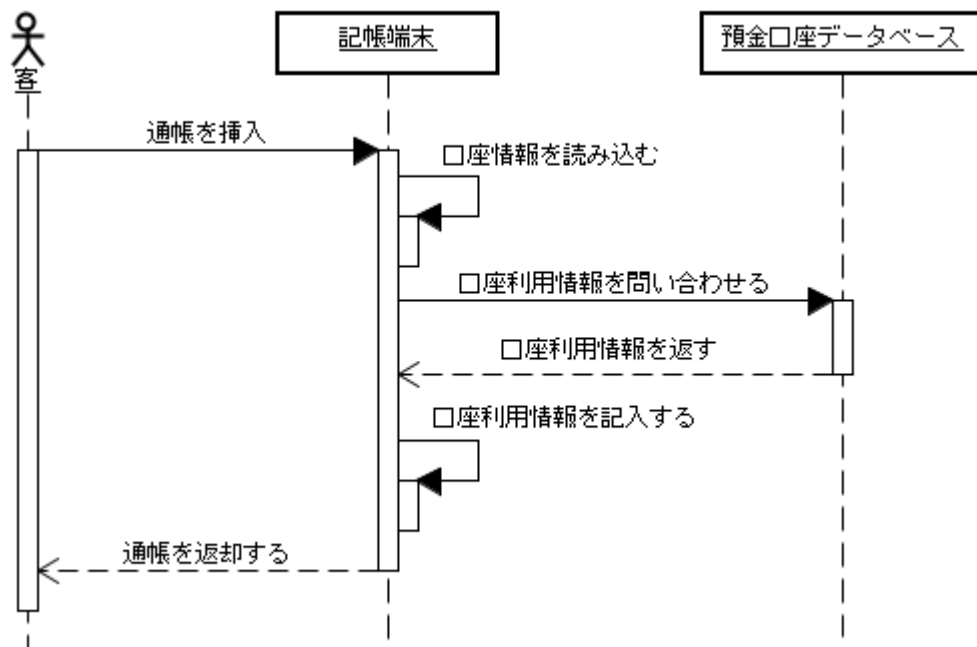 客
記帳端末
預金口座データベース
通帳を挿入
口座情報を読み込む
口座利用情報を問い合わせる
口座利用情報を返す
口座利用情報を記入する
通帳を返却する